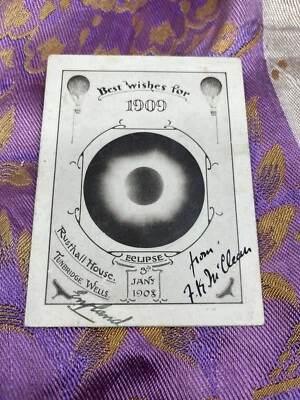 Best Wishes for
1909
Rusthall House.
Tunbridge Wells.
England
ECLIPSE
3RD
JANY
1908
from
F.K. McClean